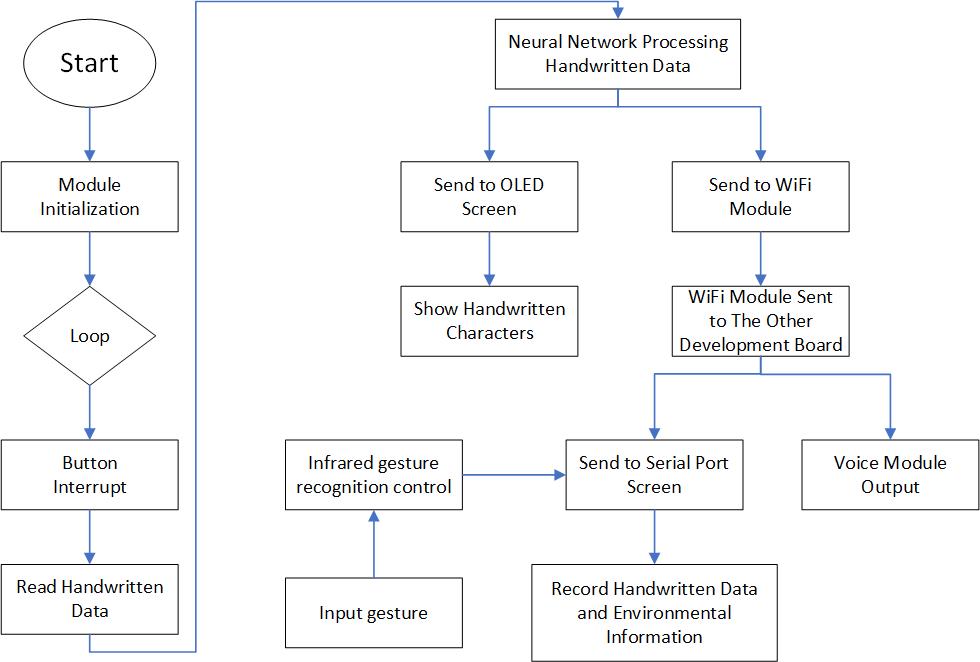 Start
Module
Initialization
Loop
Button
Interrupt
Read Handwritten
Data
Neural Network Processing
Handwritten Data
Send to OLED
Screen
Show Handwritten
Characters
Send to WiFi
Module
WiFi Module Sent
to The Other
Development Board
Infrared gesture
recognition control
Input gesture
Send to Serial Port
Screen
Record Handwritten Data
and Environmental
Information
Voice Module
Output